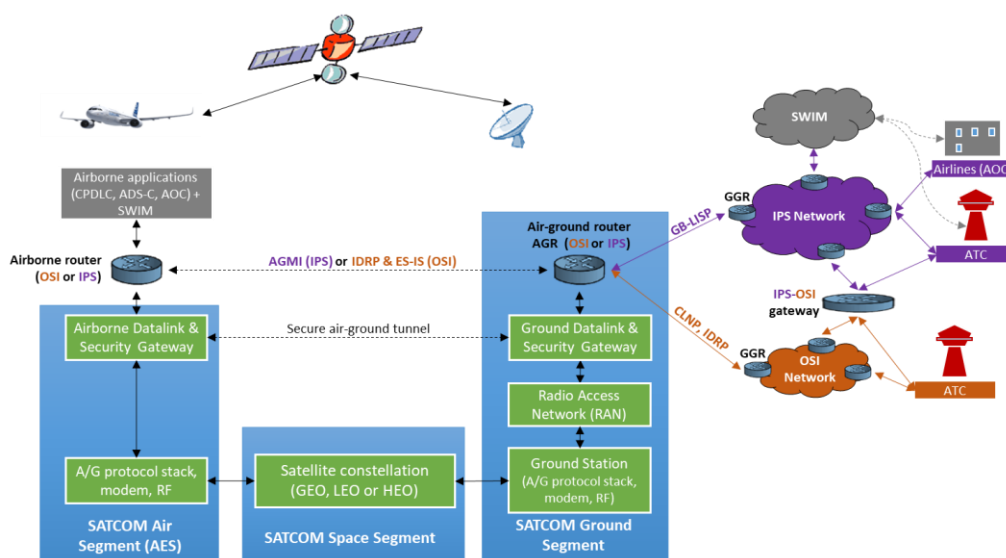 SWIM
Airlines (AOC
Airborne applications
(CPDLC, ADS-C, AOC) +
SWIM
GGR
IPS Network
GB-LISP
Air-ground router
AGR (OSI or IPS)
ATC
Airborne router
(OSI or IPS)
AGMI (IPS) or IDRP & ES-IS (OSI)
IPS-OSI
gateway
Airborne Datalink &
Security Gateway
Secure air-ground tunnel
Ground Datalink &
Security Gateway
CLNP, IDRP
GGR
OSI
Network
ATC
Radio Access
Network (RAN)
A/G protocol stack,
modem, RF
Satellite constellation
(GEO, LEO or HEO)
Ground Station
(A/G protocol stack,
modem, RF)
SATCOM Air
Segment (AES)
SATCOM Space Segment
SATCOM Ground
Segment